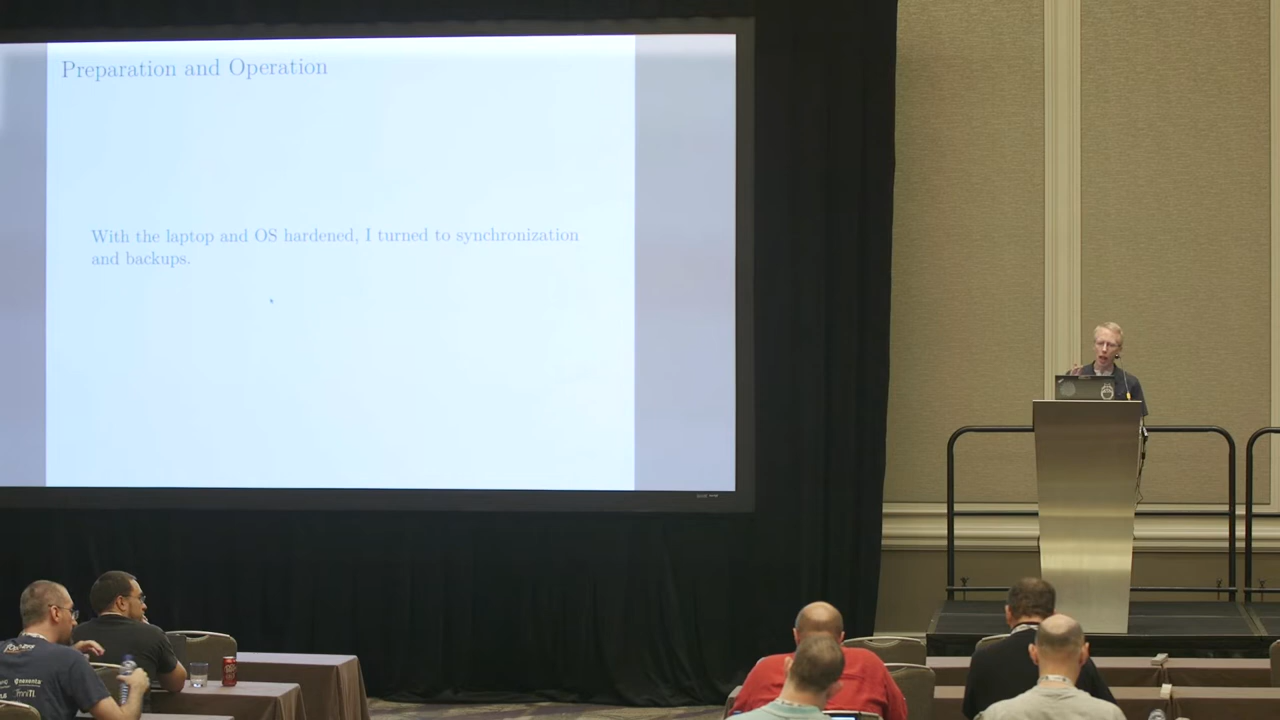 Preparation and Operation
With the laptop and OS hardened, I turned to synchronization
and backups.